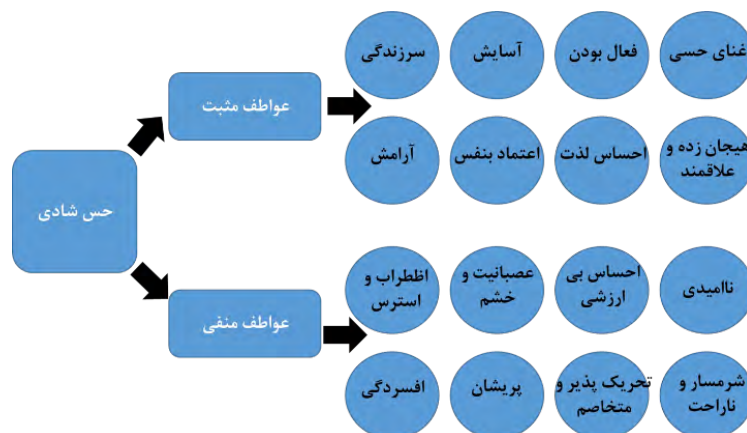 حس شادی
عواطف مثبت
سرزندگی
آسایش
فعال بودن
غنای حسی
آرامش
اعتماد بنفس
احساس لذت
هیجان زده و
علاقمند
عواطف منفی
اظطراب و
استرس
عصبانیت و
خشم
احساس بی
ارزشی
ناامیدی
افسردگی
پریشان
تحریک پذیر و
متخاصم
شرمسار و
ناراحت